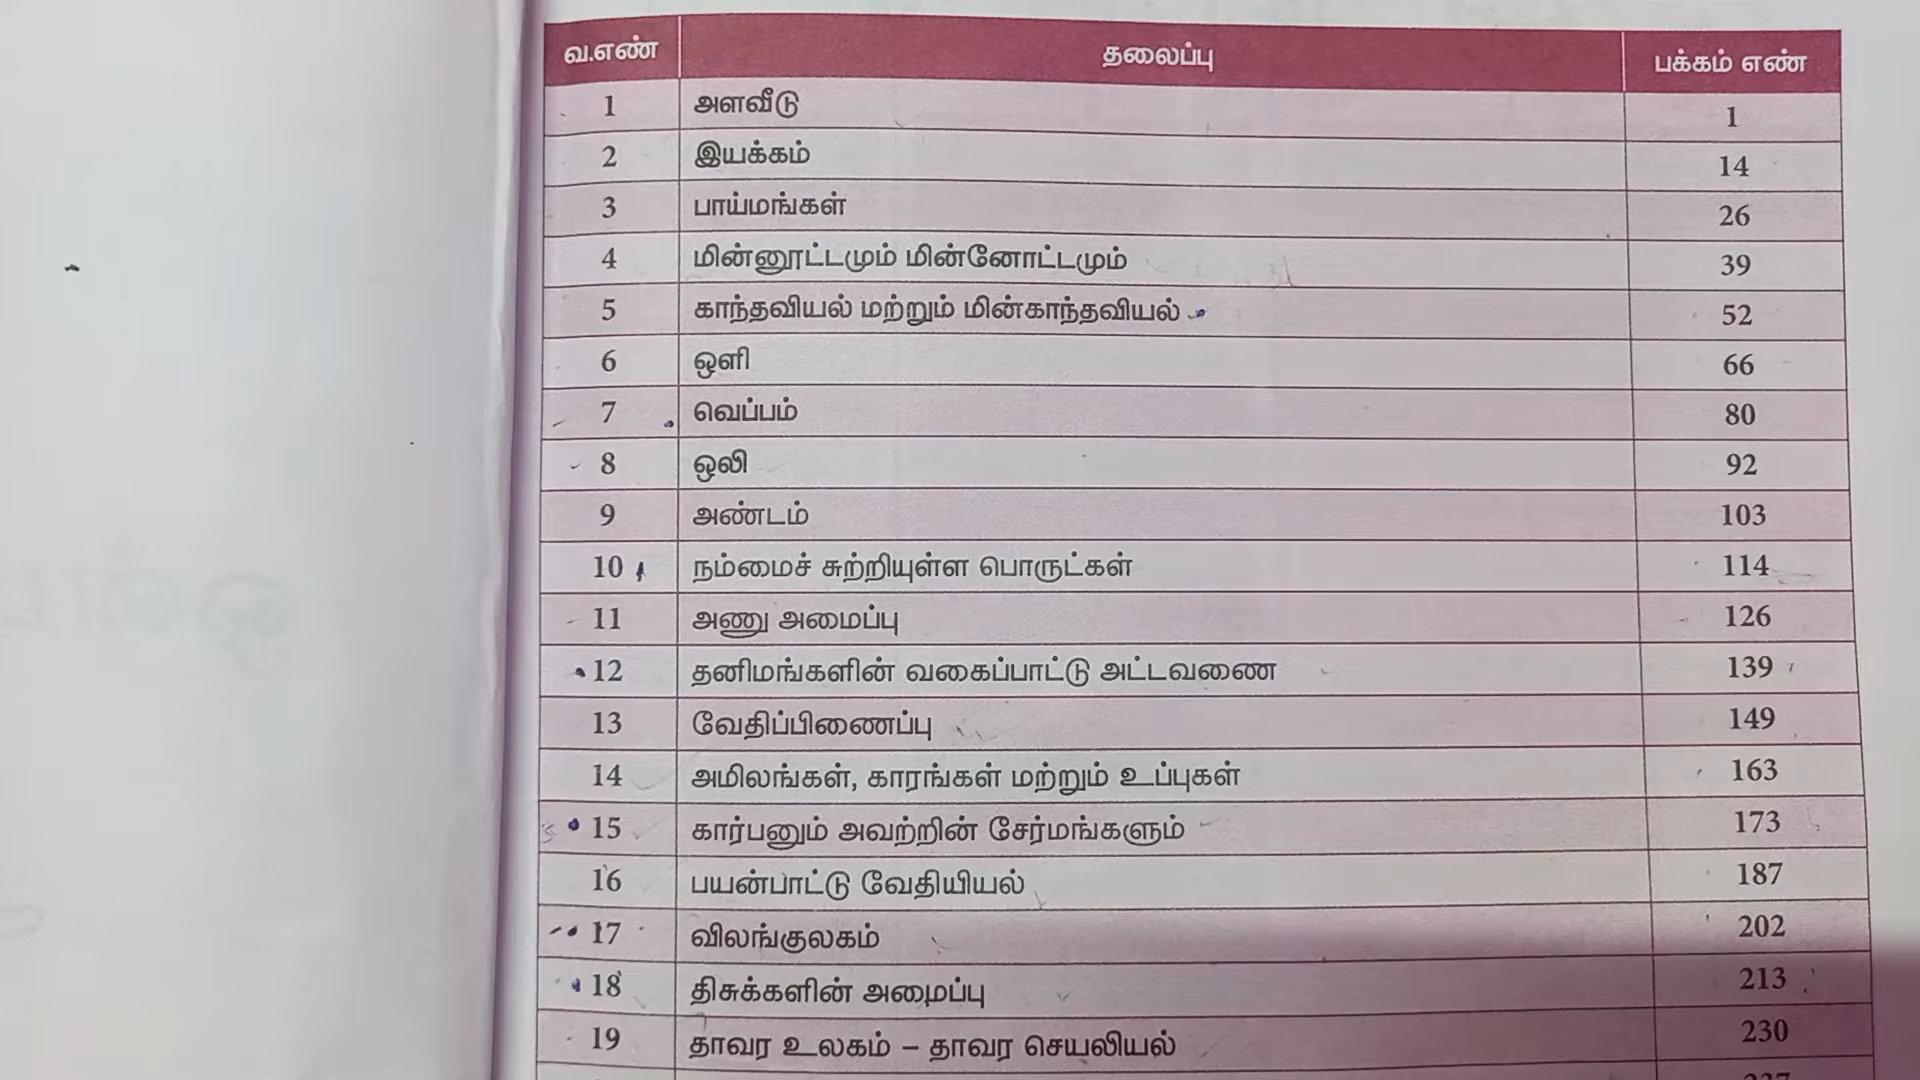 வ.எண் தலைப்பு பக்கம் எண்
1 அளவீடு 1
2 இயக்கம் 14
3 பாய்மங்கள் 26
4 மின்னூட்டமும் மின்னோட்டமும் 39
5 காந்தவியல் மற்றும் மின்காந்தவியல் 52
6 ஒளி 66
7 வெப்பம் 80
8 ஒலி 92
9 அண்டம் 103
10 நம்மைச் சுற்றியுள்ள பொருட்கள் 114
11 அணு அமைப்பு 126
12 தனிமங்களின் வகைப்பாட்டு அட்டவணை 139
13 வேதிப்பிணைப்பு 149
14 அமிலங்கள், காரங்கள் மற்றும் உப்புகள் 163
15 கார்பனும் அவற்றின் சேர்மங்களும் 173
16 பயன்பாட்டு வேதியியல் 187
17 விலங்குலகம் 202
18 திசுக்களின் அமைப்பு 213
19 தாவர உலகம் – தாவர செயலியல் 230